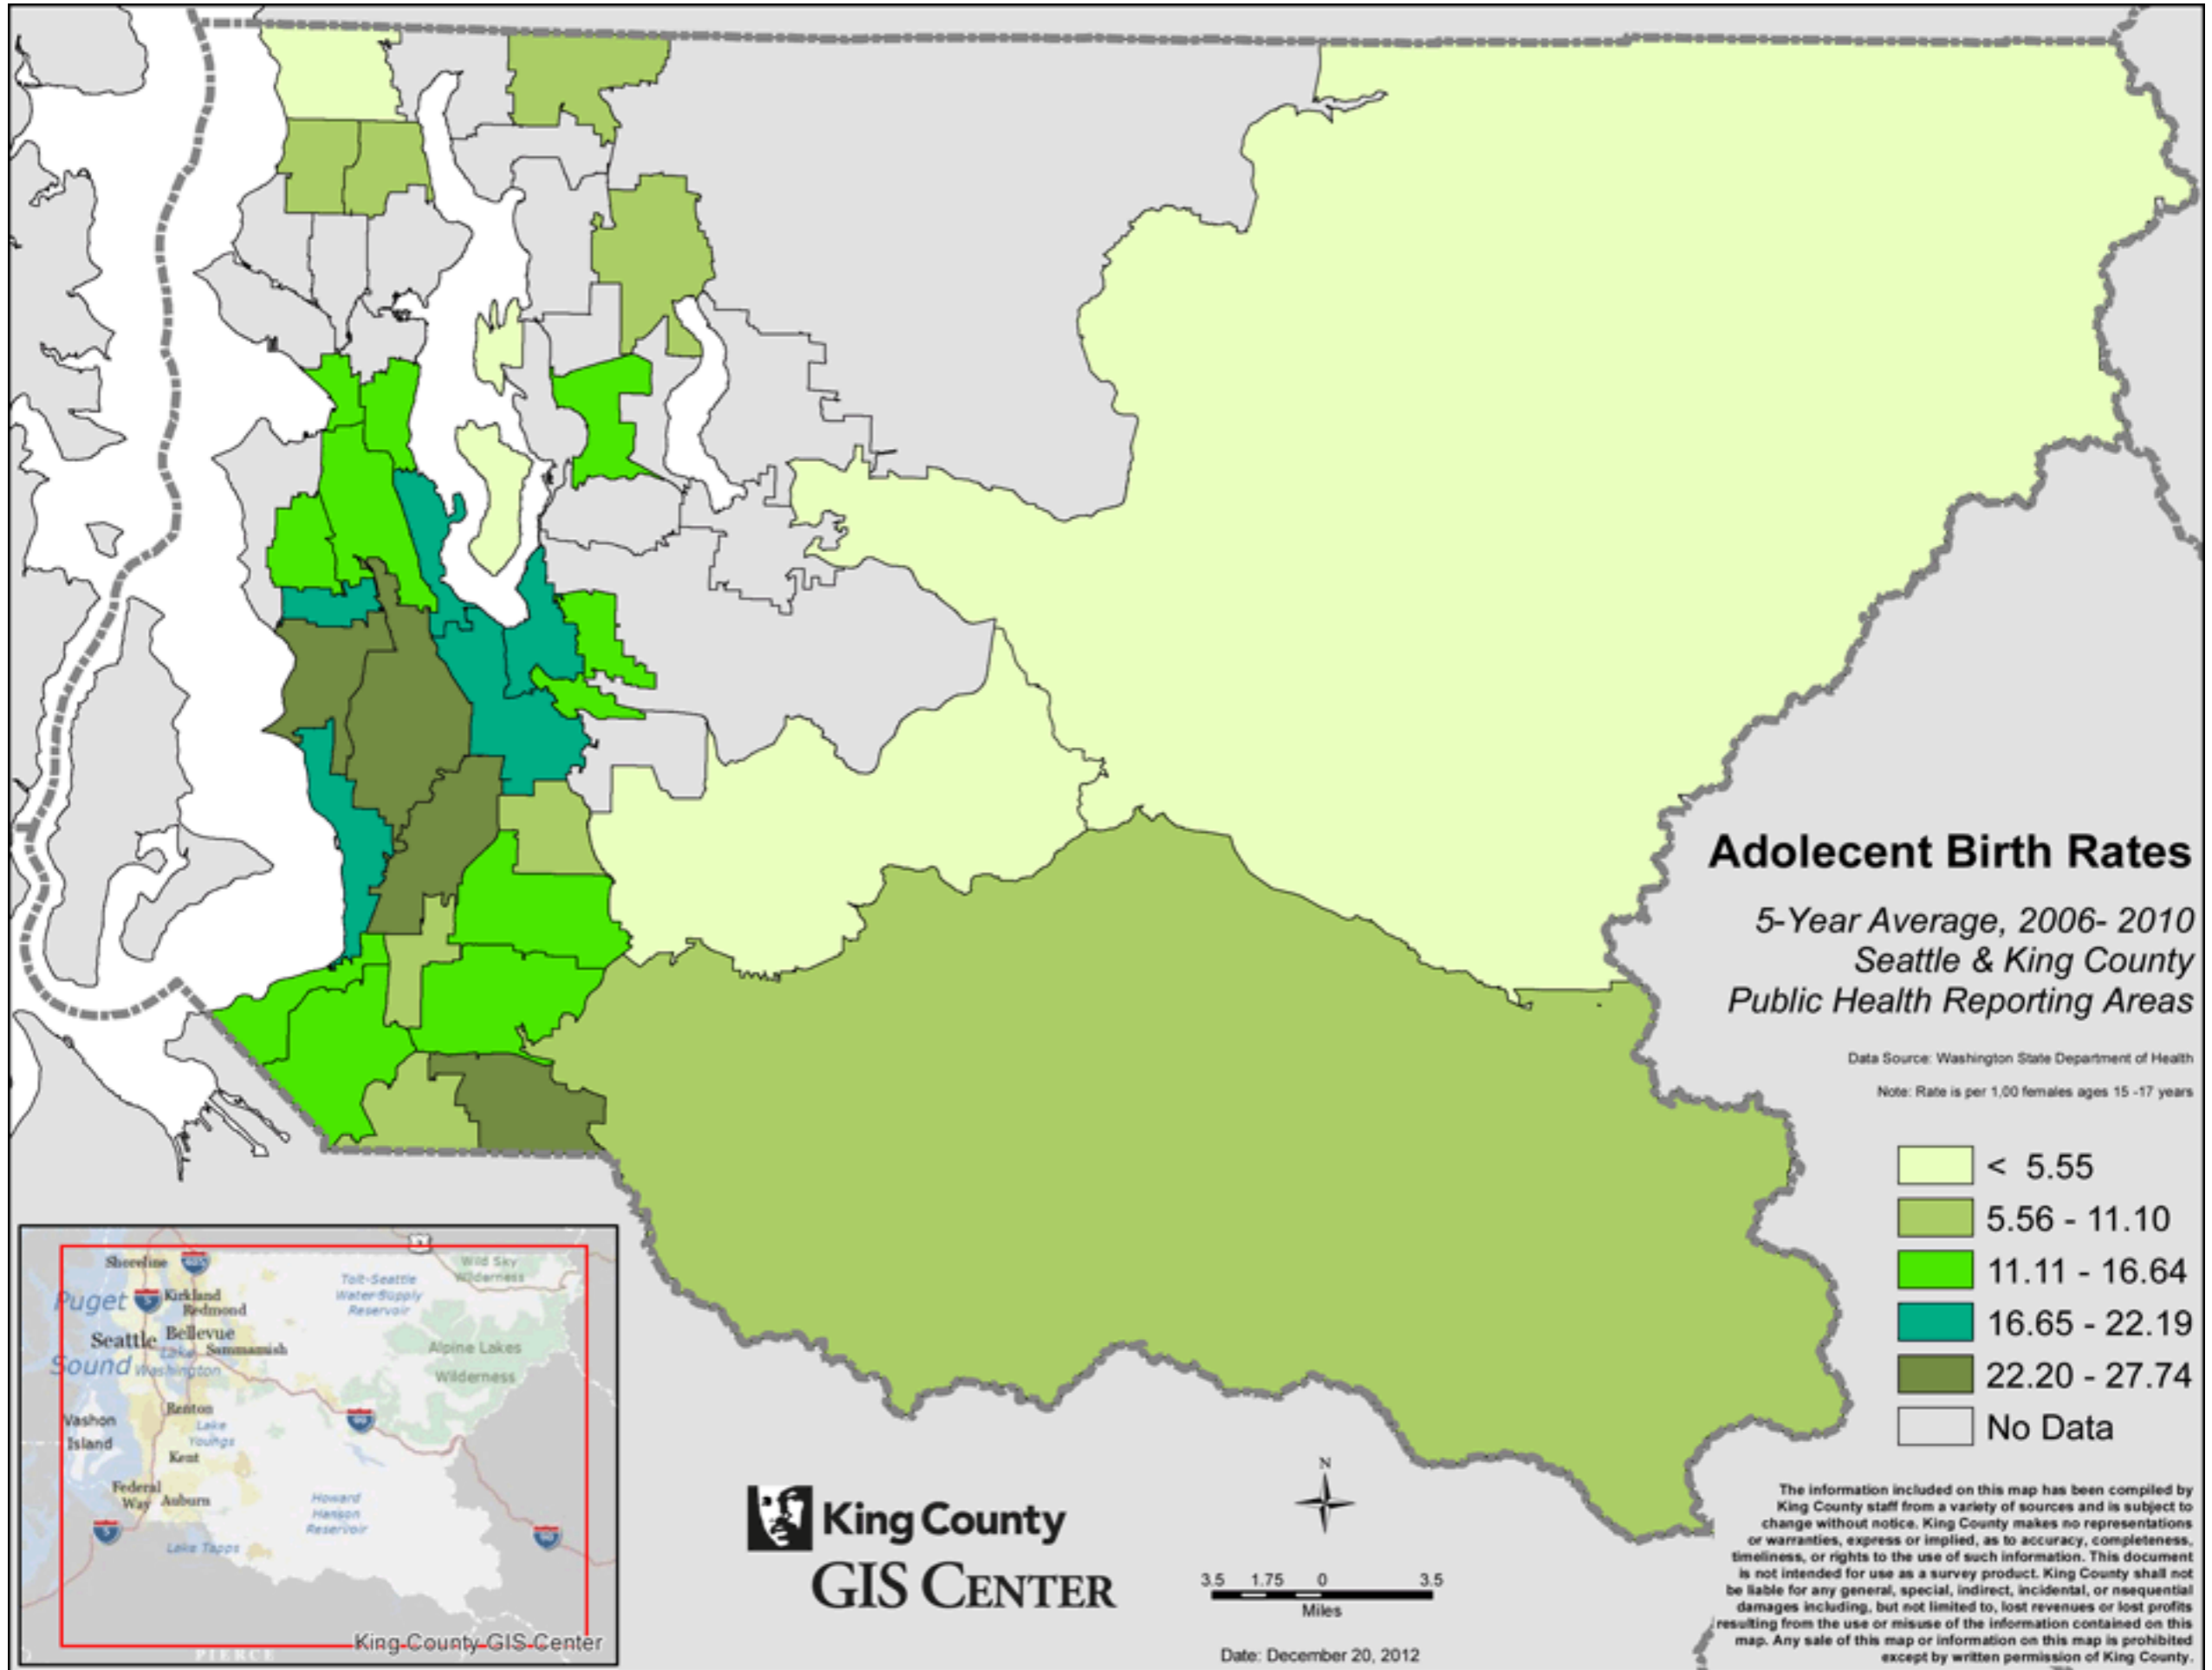 Adolecent Birth Rates
5-Year Average, 2006- 2010
Seattle & King County
Public Health Reporting Areas
Data Source: Washington State Department of Health
Note: Rate is per 1,00 females ages 15 -17 years
< 5.55
5.56 - 11.10
11.11 - 16.64
16.65 - 22.19
22.20 - 27.74
No Data
Shoreline
405
Wild Sky
Wilderness
Tolt-Seattle
Water-Supply
Reservoir
Puget
5
Kirkland
Redmond
Seattle
Bellevue
Sammamish
Alpine Lakes
Wilderness
Sound
Lake
Washington
Renton
Vashon
Island
Lake
Youngs
90
Kent
Federal
Way
Auburn
Howard
Hanson
Reservoir
5
90
Lake Tapps
King County GIS Center
PIERCE
King County
GIS CENTER
N
3.5 1.75 0 3.5
Miles
Date: December 20, 2012
The information included on this map has been compiled by
King County staff from a variety of sources and is subject to
change without notice. King County makes no representations
or warranties, express or implied, as to accuracy, completeness,
timeliness, or rights to the use of such information. This document
is not intended for use as a survey product. King County shall not
be liable for any general, special, indirect, incidental, or nsequential
damages including, but not limited to, lost revenues or lost profits
resulting from the use or misuse of the information contained on this
map. Any sale of this map or information on this map is prohibited
except by written permission of King County.